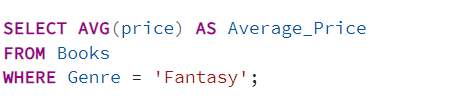 SELECT AVG(price) AS Average_Price
FROM Books
WHERE Genre = 'Fantasy';